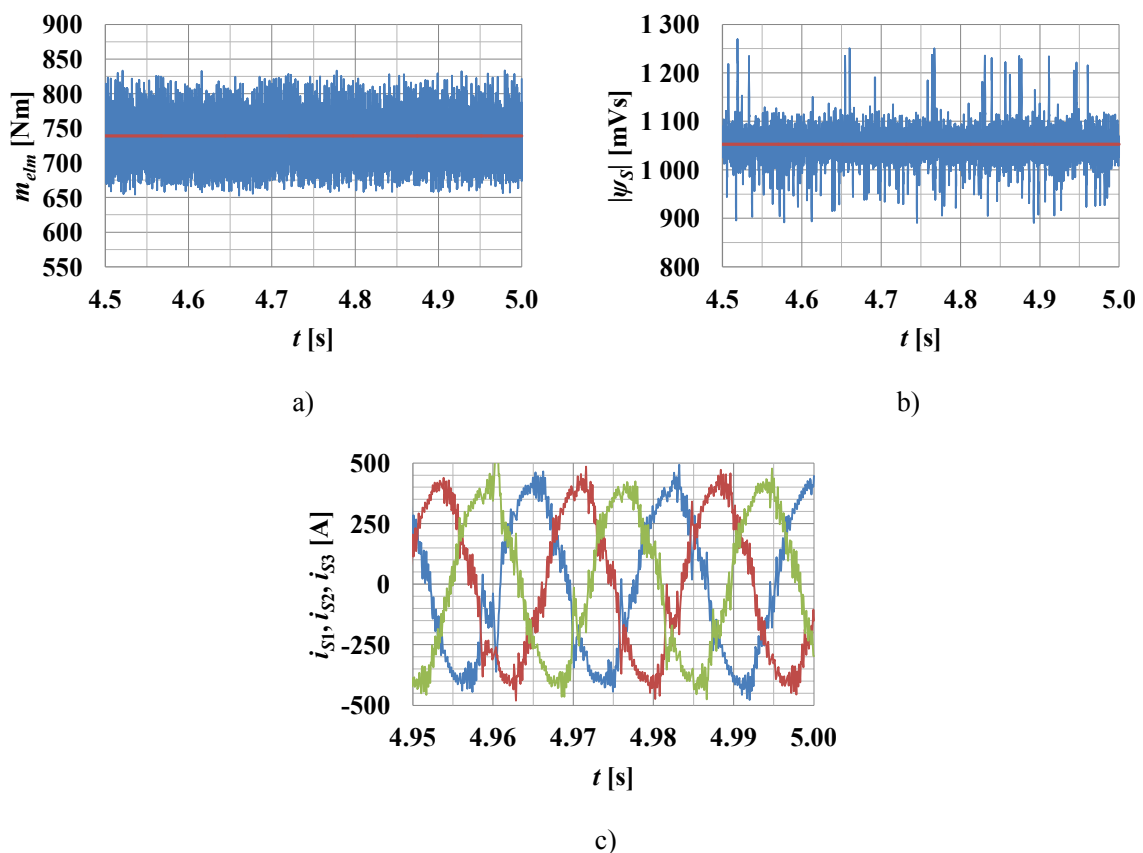 900
850
800
750
700
650
600
550
m_elm [Nm]
4.5 4.6 4.7 4.8 4.9 5.0
t [s]
a)
1 300
1 200
1 100
1 000
900
800
|ψ_S| [mVs]
4.5 4.6 4.7 4.8 4.9 5.0
t [s]
b)
500
250
0
-250
-500
i_S1, i_S2, i_S3 [A]
4.95 4.96 4.97 4.98 4.99 5.00
t [s]
c)